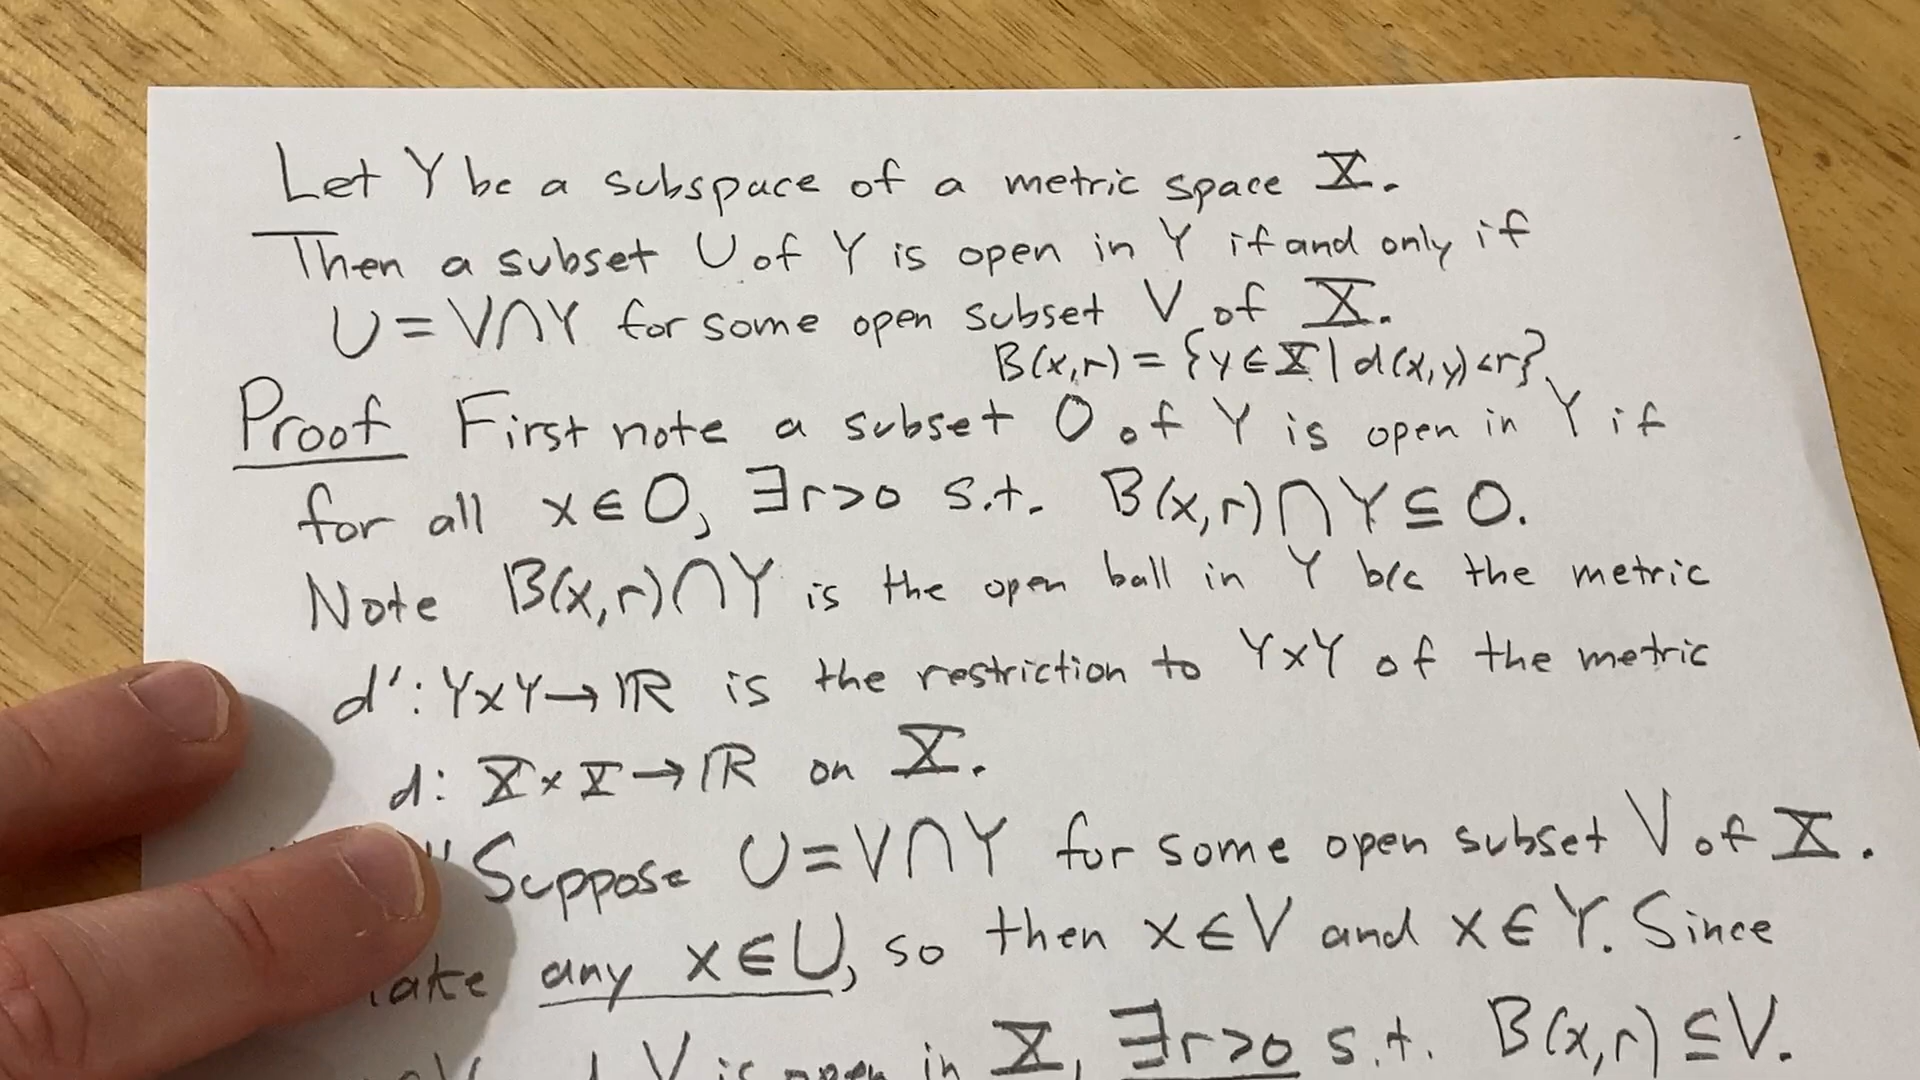 Let Y be a subspace of a metric space X.
Then a subset U of Y is open in Y if and only if
U = V∩Y for some open subset V of X.
B(x,r) = {y ∈ X | d(x,y) < r}.
Proof First note a subset O of Y is open in Y if
for all x ∈ O, ∃r>0 s.t. B(x,r)∩Y ⊆ O.
Note B(x,r)∩Y is the open ball in Y b/c the metric
d': Y×Y→ℝ is the restriction to Y×Y of the metric
d: X×X→ℝ on X.
" Suppose U=V∩Y for some open subset V of X.
Take any x∈U, so then x∈V and x∈Y. Since
V is open in X, ∃r>0 s.t. B(x,r) ⊆ V.